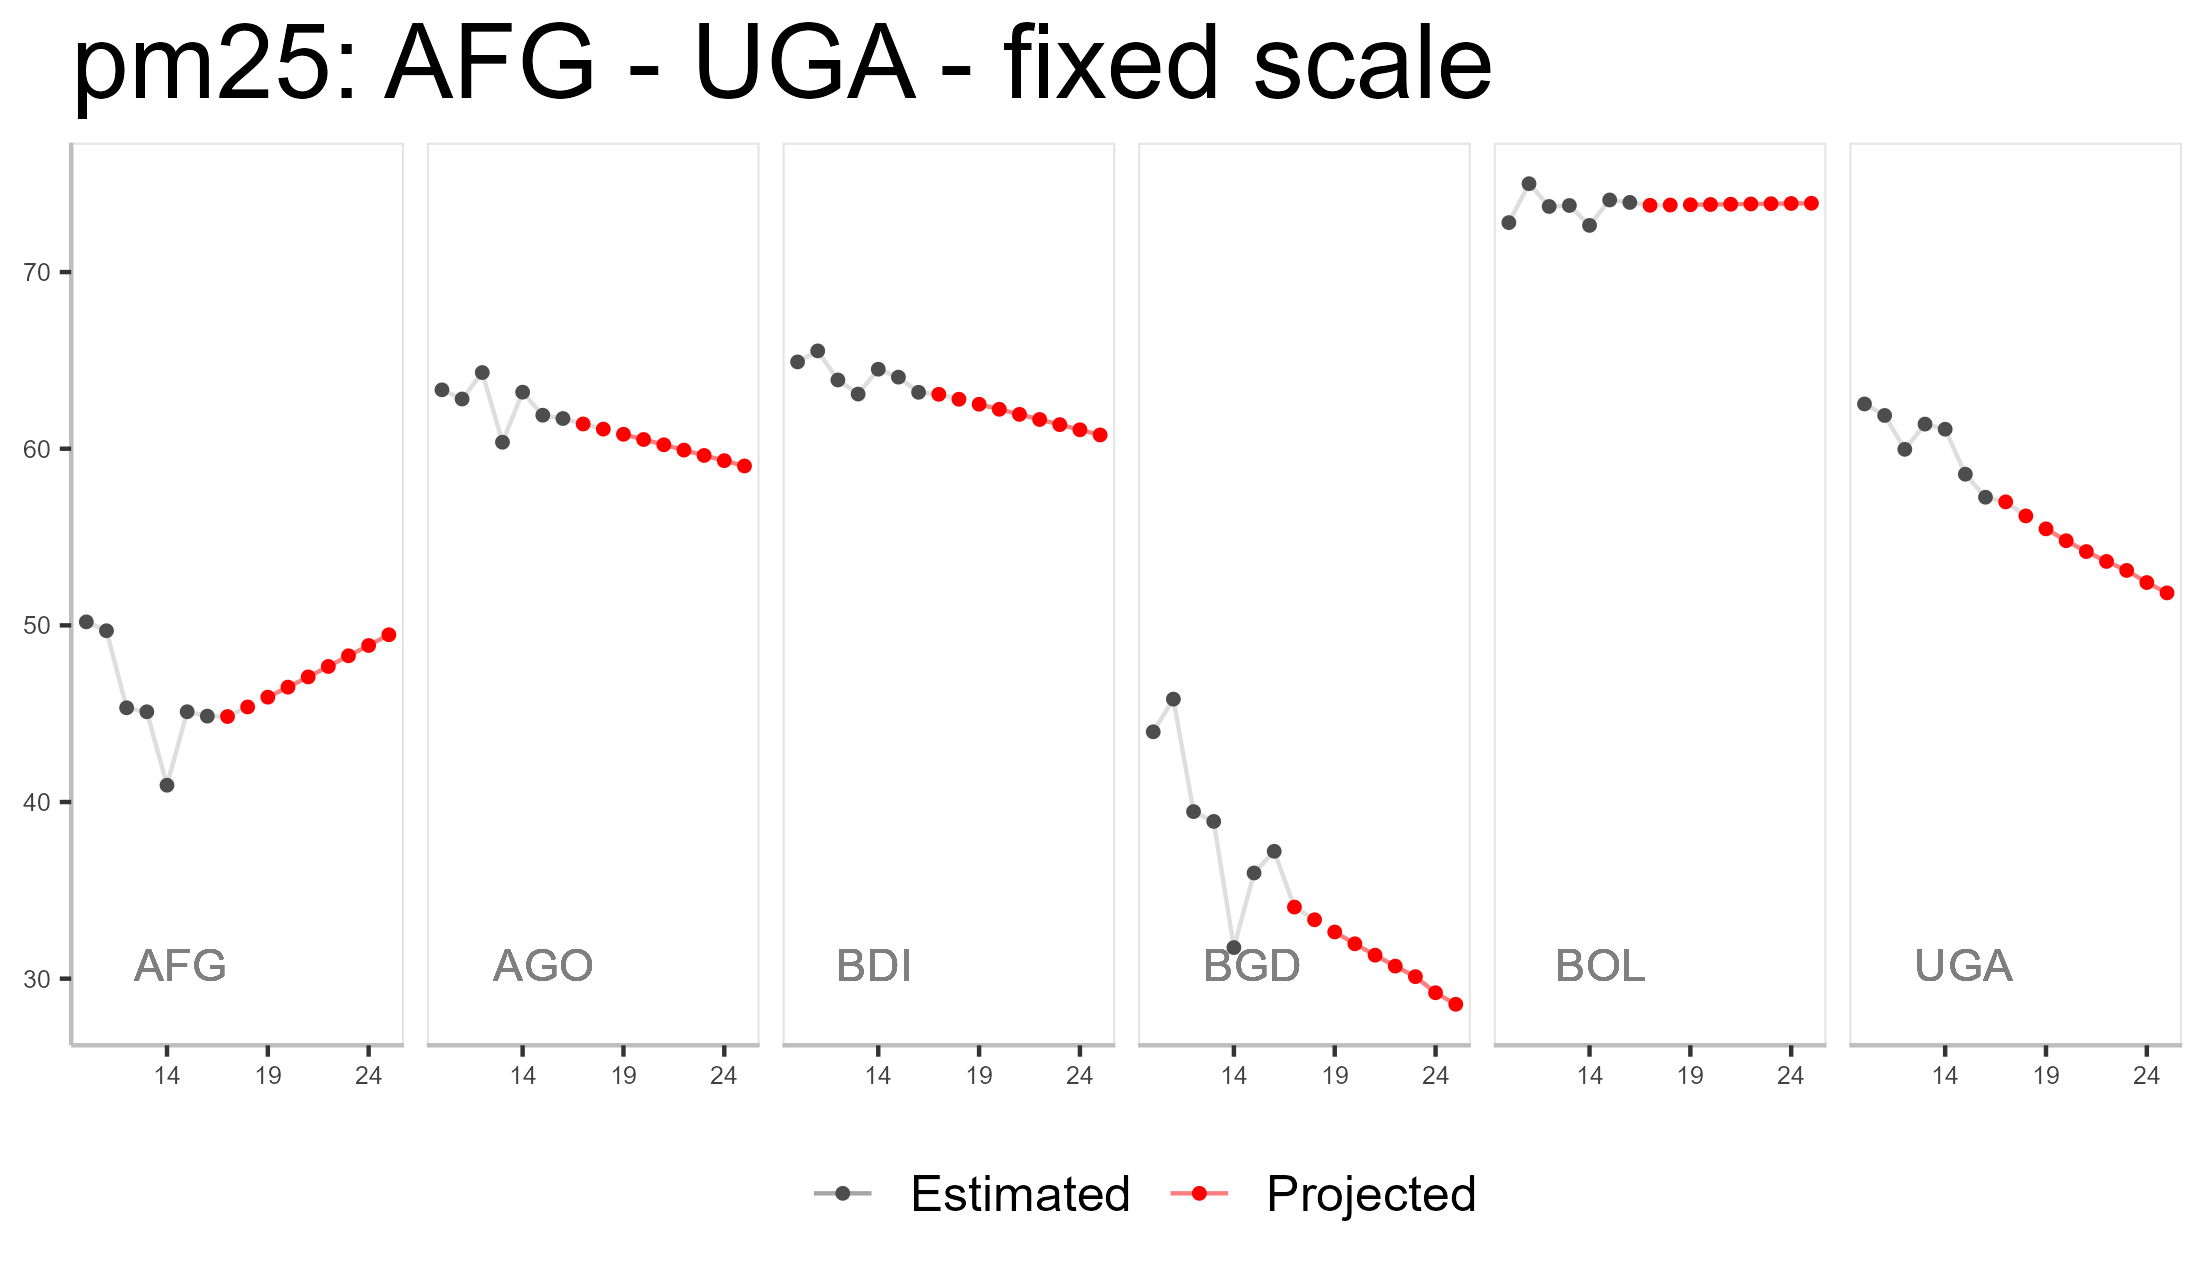 pm25: AFG - UGA - fixed scale
70
60
50
40
30
AFG
AGO
BDI
BGD
BOL
UGA
14 19 24 14 19 24 14 19 24 14 19 24 14 19 24 14 19 24
Estimated Projected